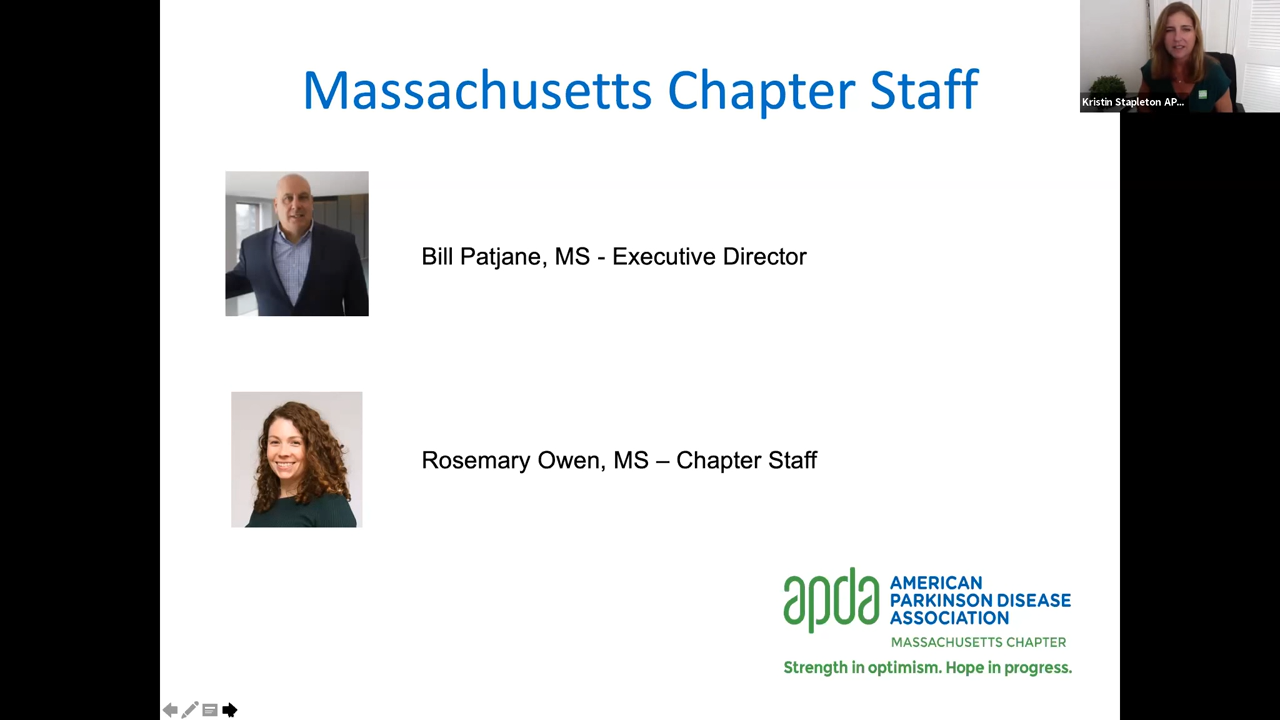 Massachusetts Chapter Staff
Kristin Stapleton AP...
Bill Patjane, MS - Executive Director
Rosemary Owen, MS – Chapter Staff
apda
AMERICAN
PARKINSON DISEASE
ASSOCIATION
MASSACHUSETTS CHAPTER
Strength in optimism. Hope in progress.